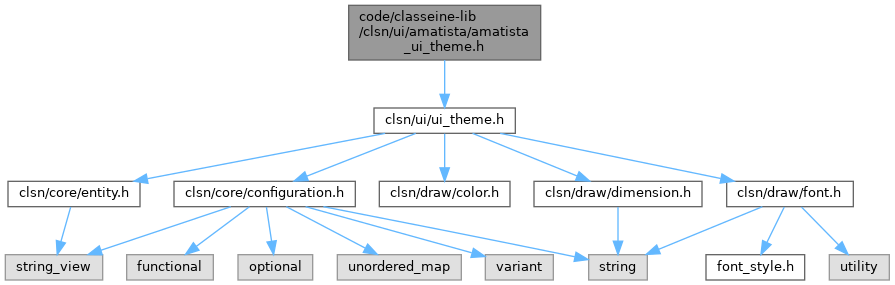 code/classeine-lib
/clsn/ui/amatista/amatista
_ui_theme.h
clsn/ui/ui_theme.h
clsn/core/entity.h
clsn/core/configuration.h
clsn/draw/color.h
clsn/draw/dimension.h
clsn/draw/font.h
string_view
functional
optional
unordered_map
variant
string
font_style.h
utility